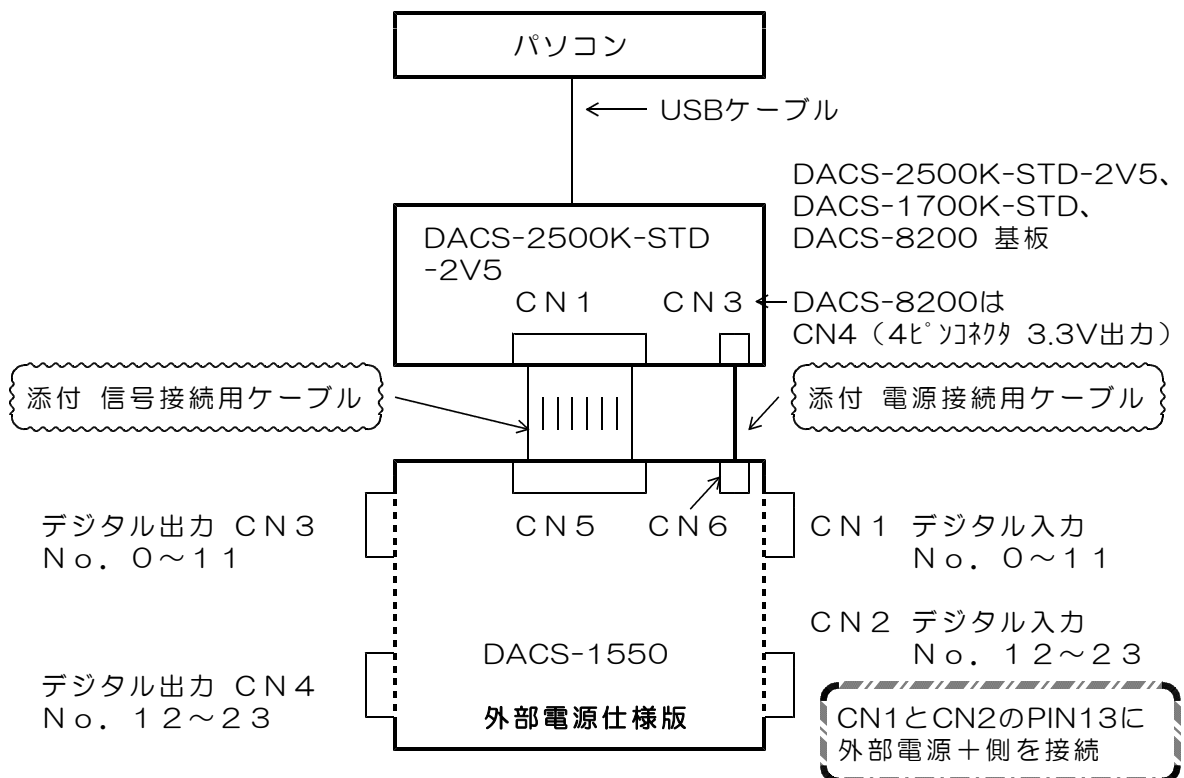 パソコン
USBケーブル
DACS-2500K-STD-2V5、
DACS-1700K-STD、
DACS-8200 基板
DACS-2500K-STD
-2V5
CN1
CN3
DACS-8200は
CN4（4ﾋﾟﾝｺﾈｸﾀ 3.3V出力）
添付 信号接続用ケーブル
添付 電源接続用ケーブル
デジタル出力 CN3
No．0～11
CN5
CN6
CN1 デジタル入力
No．0～11
CN2 デジタル入力
No．12～23
デジタル出力 CN4
No．12～23
DACS-1550
外部電源仕様版
CN1とCN2のPIN13に
外部電源＋側を接続